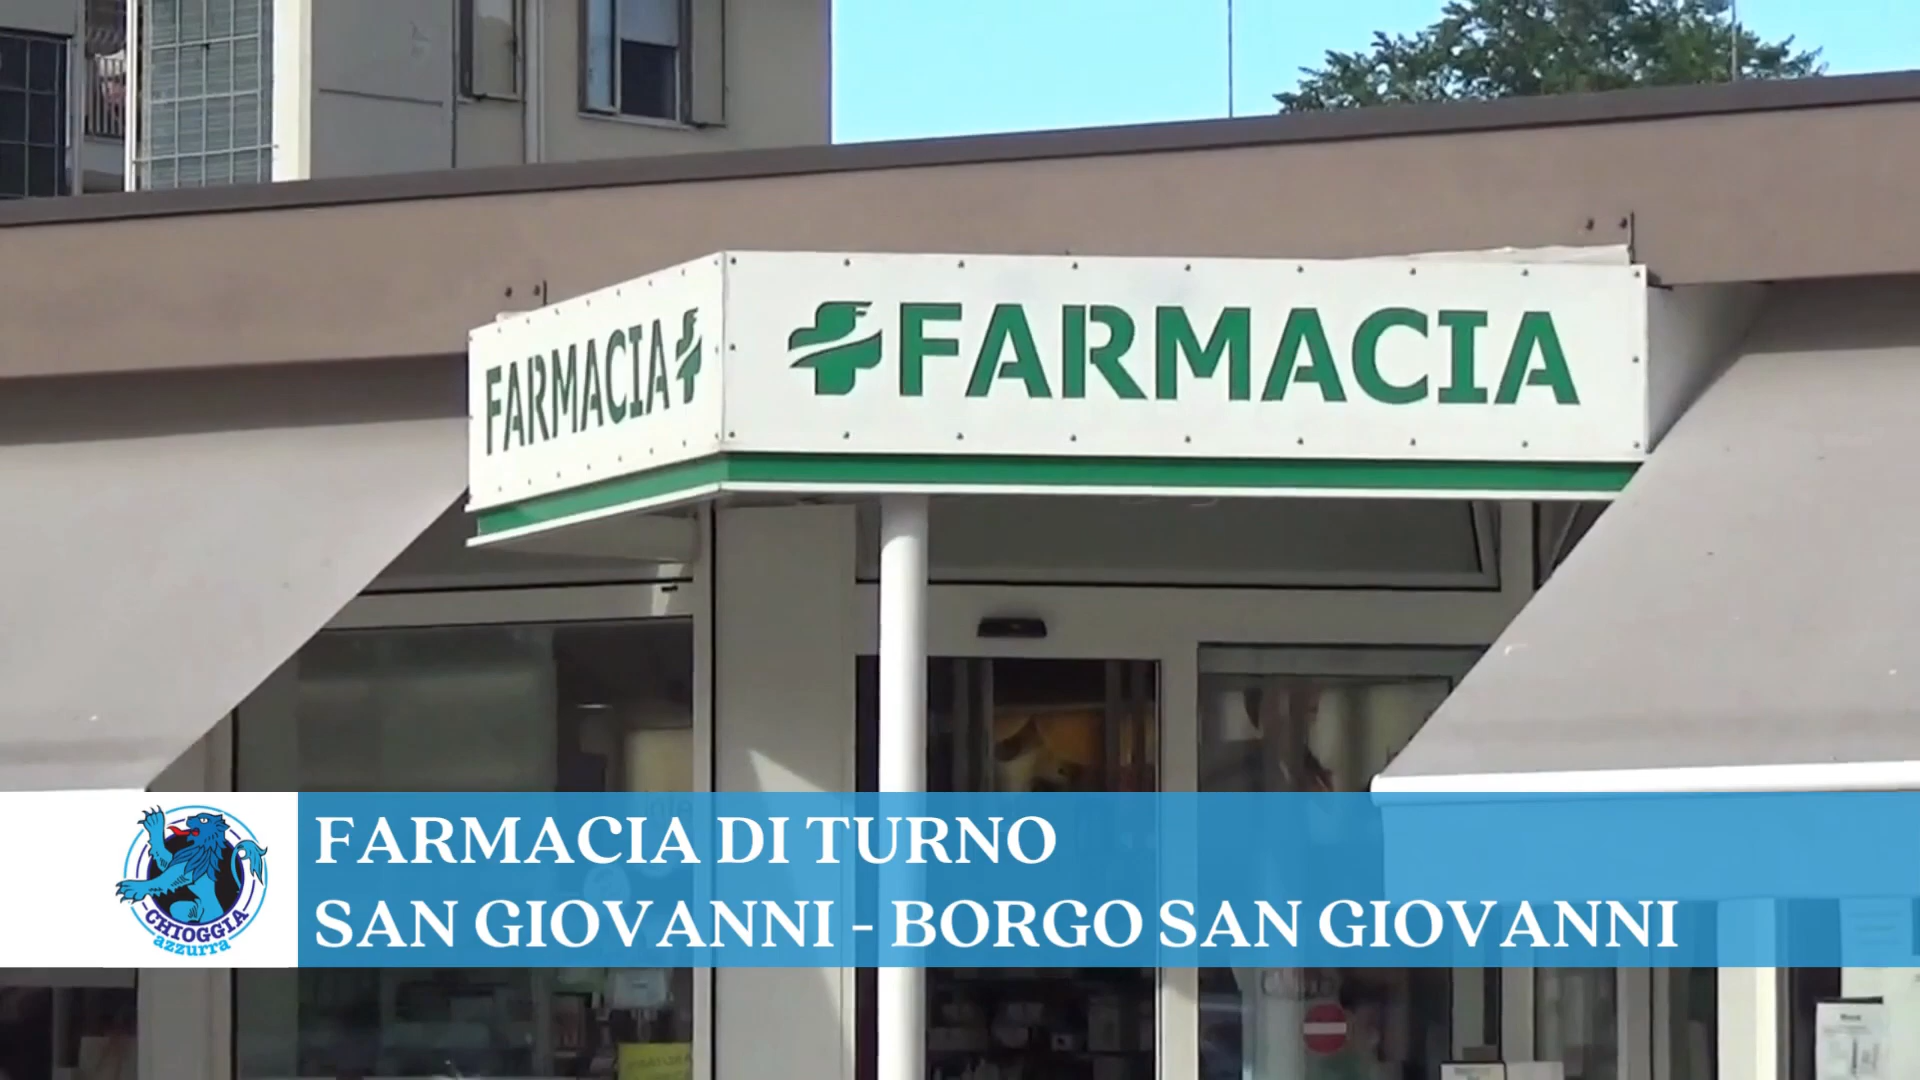 FARMACIA
FARMACIA
FARMACIA DI TURNO
SAN GIOVANNI - BORGO SAN GIOVANNI
CHIOGGIA
azzurra